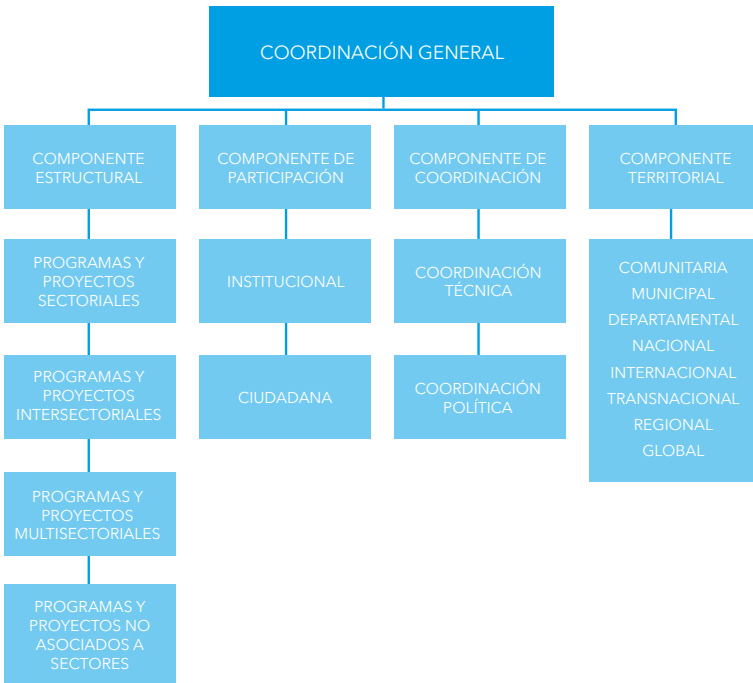 COORDINACIÓN GENERAL
COMPONENTE
ESTRUCTURAL
PROGRAMAS Y
PROYECTOS
SECTORIALES
PROGRAMAS Y
PROYECTOS
INTERSECTORIALES
PROGRAMAS Y
PROYECTOS
MULTISECTORIALES
PROGRAMAS Y
PROYECTOS NO
ASOCIADOS A
SECTORES
COMPONENTE DE
PARTICIPACIÓN
INSTITUCIONAL
CIUDADANA
COMPONENTE DE
COORDINACIÓN
COORDINACIÓN
TÉCNICA
COORDINACIÓN
POLÍTICA
COMPONENTE
TERRITORIAL
COMUNITARIA
MUNICIPAL
DEPARTAMENTAL
NACIONAL
INTERNACIONAL
TRANSNACIONAL
REGIONAL
GLOBAL